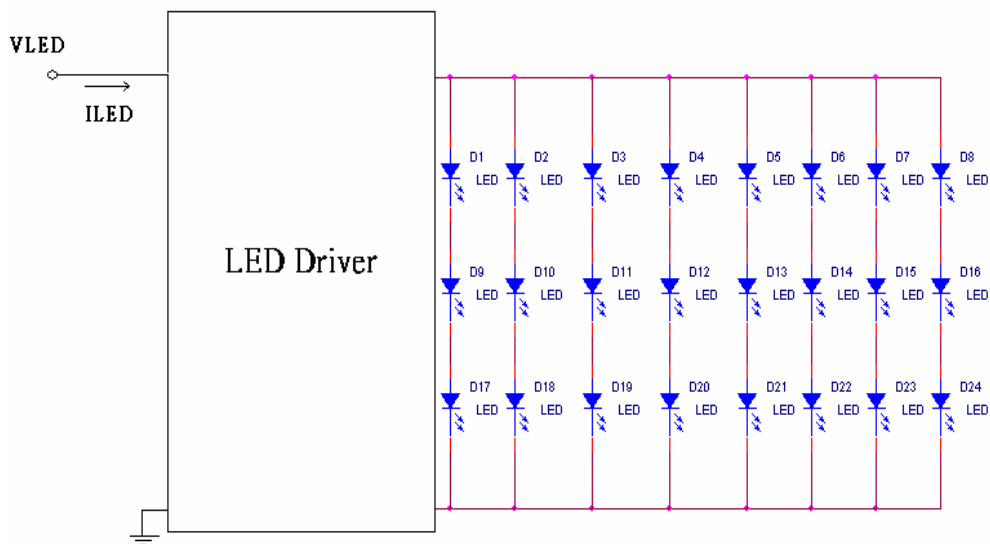 VLED
ILED
LED Driver
D1 D2 D3 D4 D5 D6 D7 D8
LED LED LED LED LED LED LED LED
D9 D10 D11 D12 D13 D14 D15 D16
LED LED LED LED LED LED LED LED
D17 D18 D19 D20 D21 D22 D23 D24
LED LED LED LED LED LED LED LED